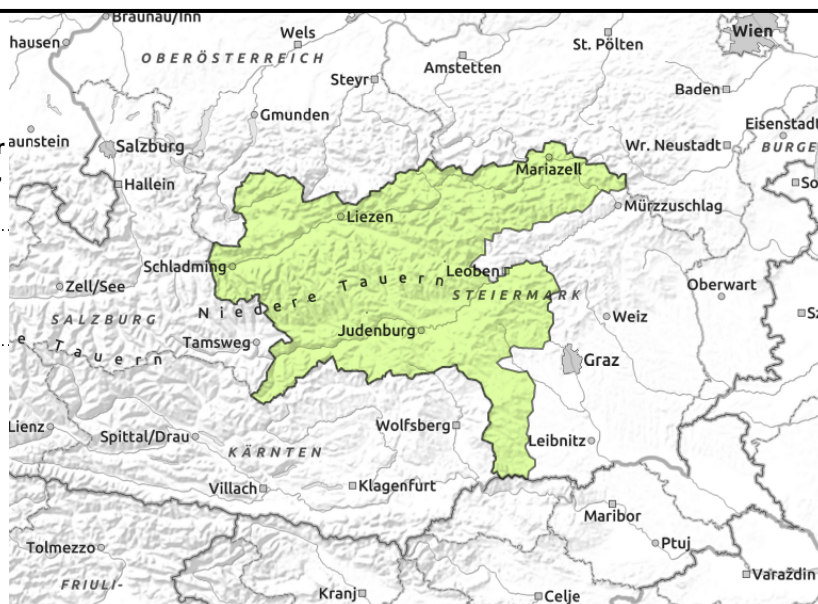 Braunau/Inn
hausen
Wels
OBERÖSTERREICH
St. Pölten
Wien
Steyr
Amstetten
Baden
Gmunden
Eisenstadt
aunstein
Salzburg
Wr. Neustadt
BURGE
Mariazell
Hallein
So
Liezen
Mürzzuschlag
Schladming
Leoben
Zell/See
Niedere Tauern
STEIERMARK
Oberwart
SALZBURG
Judenburg
Weiz
Sz
Tamsweg
e Tauern
Graz
Lienz
Spittal/Drau
Wolfsberg
Leibnitz
KÄRNTEN
Villach
Klagenfurt
Maribor
Tolmezzo
Ptuj
FRIULI-
Kranj
Celje
Varaždin